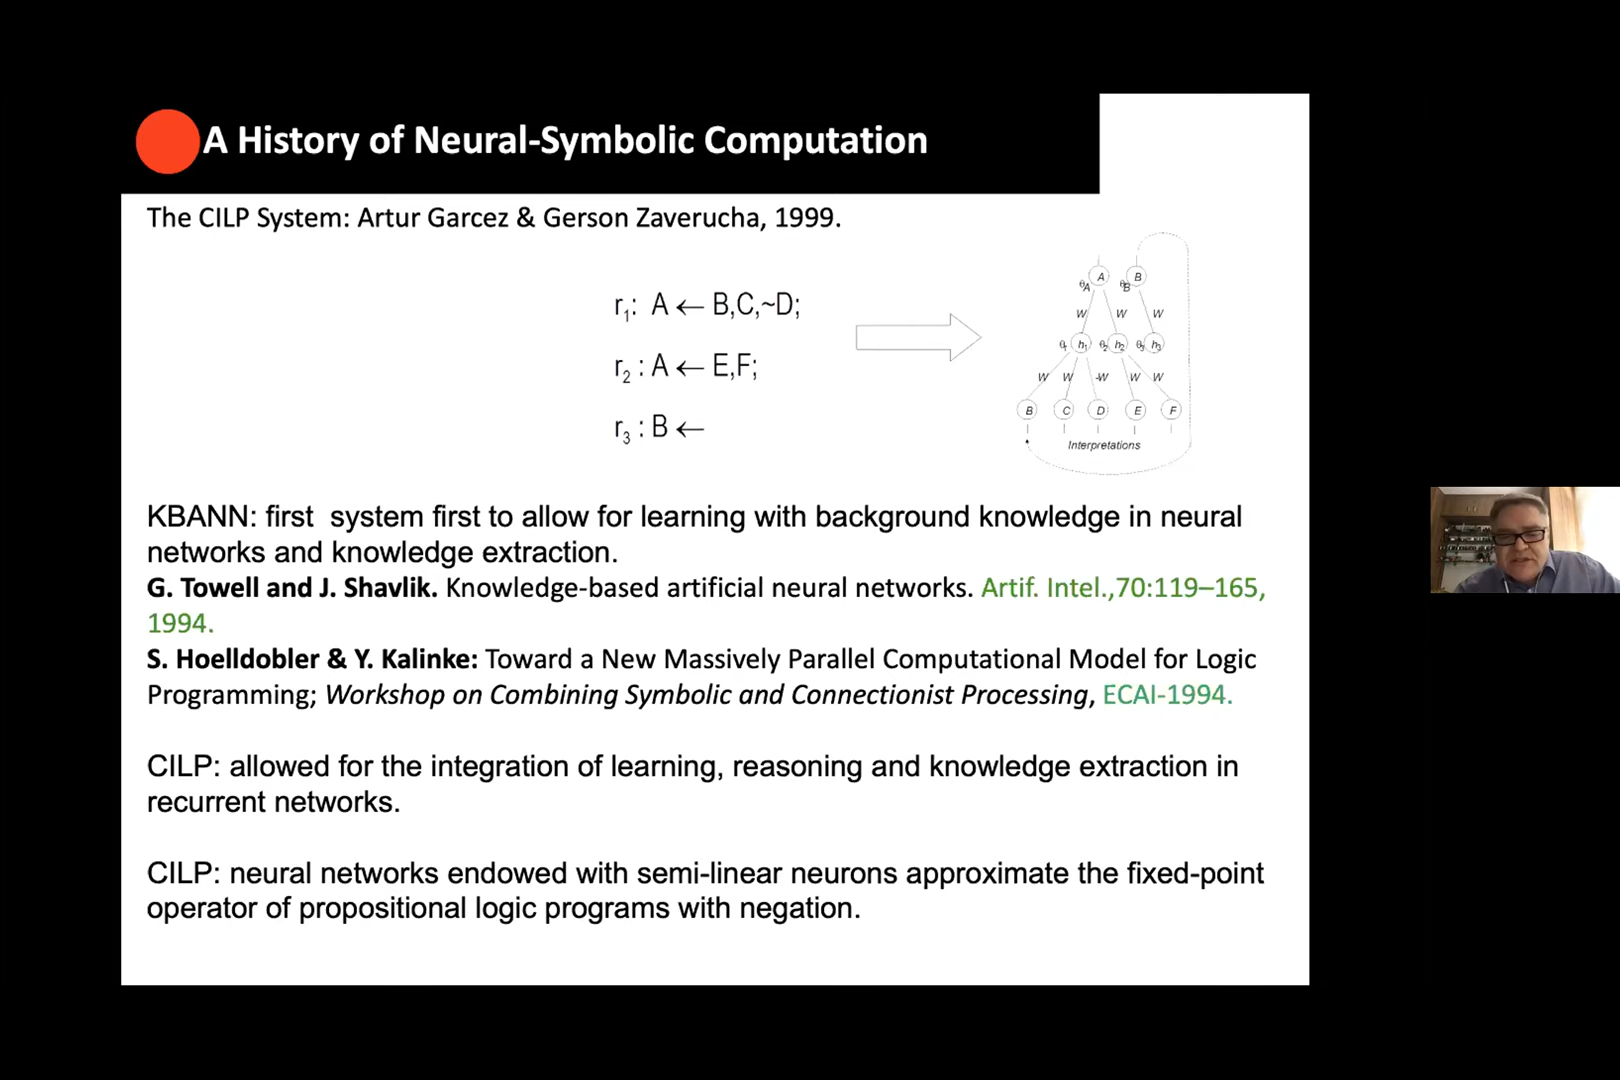 A History of Neural-Symbolic Computation
The CILP System: Artur Garcez & Gerson Zaverucha, 1999.
r1: A ← B,C,~D;
r2 : A ← E,F;
r3 : B ←
A B
θA θB
W W W
θ1 h1 θ2 h2 θ3 h3
W W -W W W
B C D E F
Interpretations
KBANN: first system first to allow for learning with background knowledge in neural
networks and knowledge extraction.
G. Towell and J. Shavlik. Knowledge-based artificial neural networks. Artif. Intel.,70:119–165,
1994.
S. Hoelldobler & Y. Kalinke: Toward a New Massively Parallel Computational Model for Logic
Programming; Workshop on Combining Symbolic and Connectionist Processing, ECAI-1994.
CILP: allowed for the integration of learning, reasoning and knowledge extraction in
recurrent networks.
CILP: neural networks endowed with semi-linear neurons approximate the fixed-point
operator of propositional logic programs with negation.